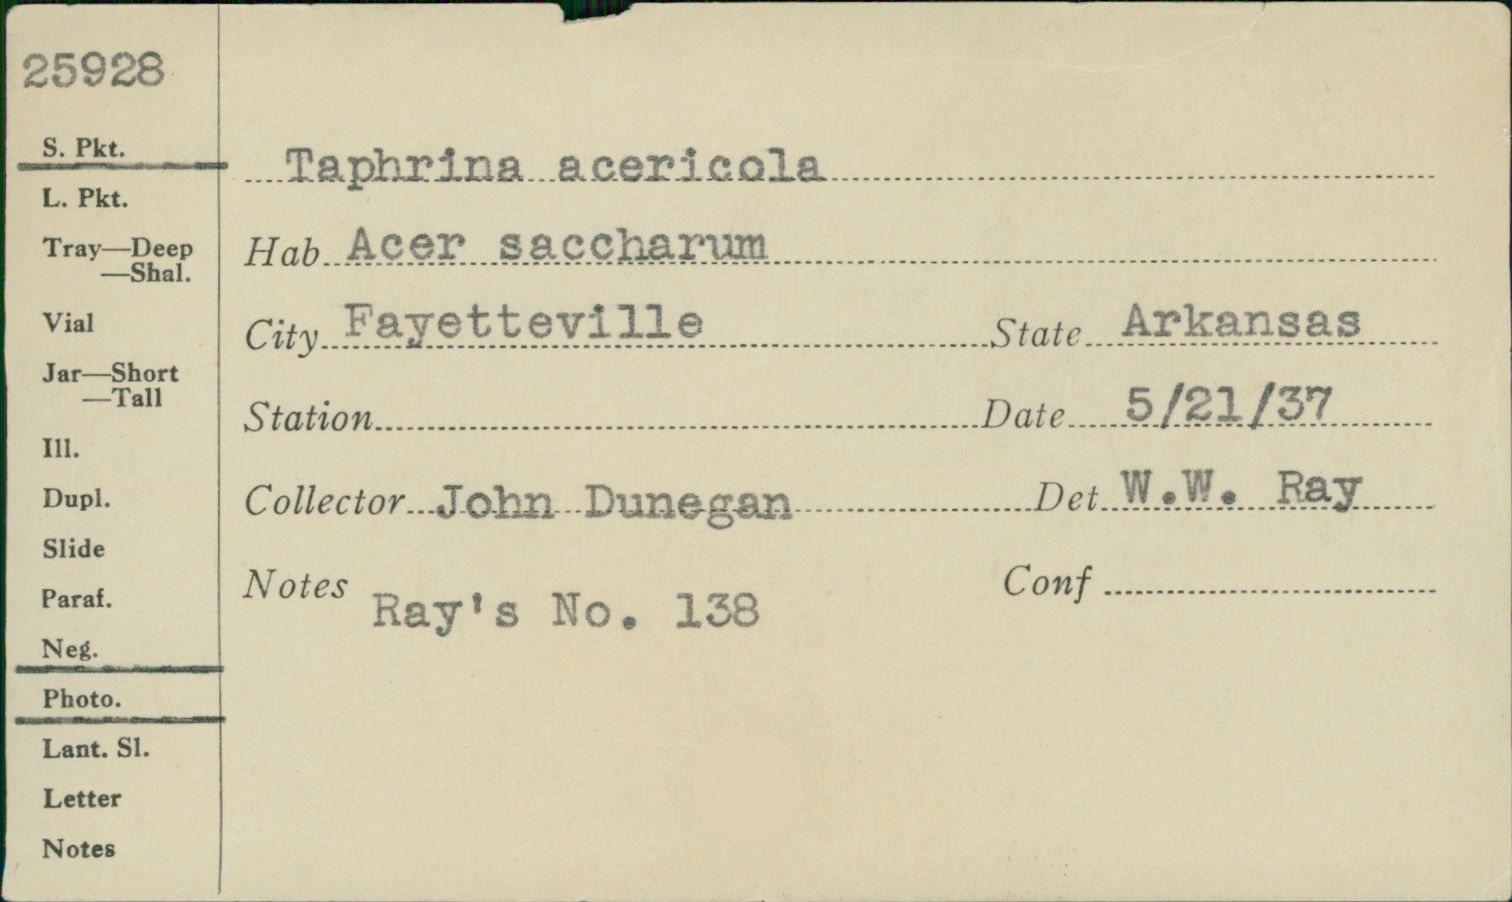 25928
S. Pkt.
L. Pkt.
Tray—Deep
—Shal.
Vial
Jar—Short
—Tall
Ill.
Dupl.
Slide
Paraf.
Neg.
Photo.
Lant. Sl.
Letter
Notes
Taphrina acericola
Hab Acer saccharum
City Fayetteville State Arkansas
Station Date 5/21/37
Collector John Dunegan Det W.W. Ray
Notes Conf
Ray's No. 138